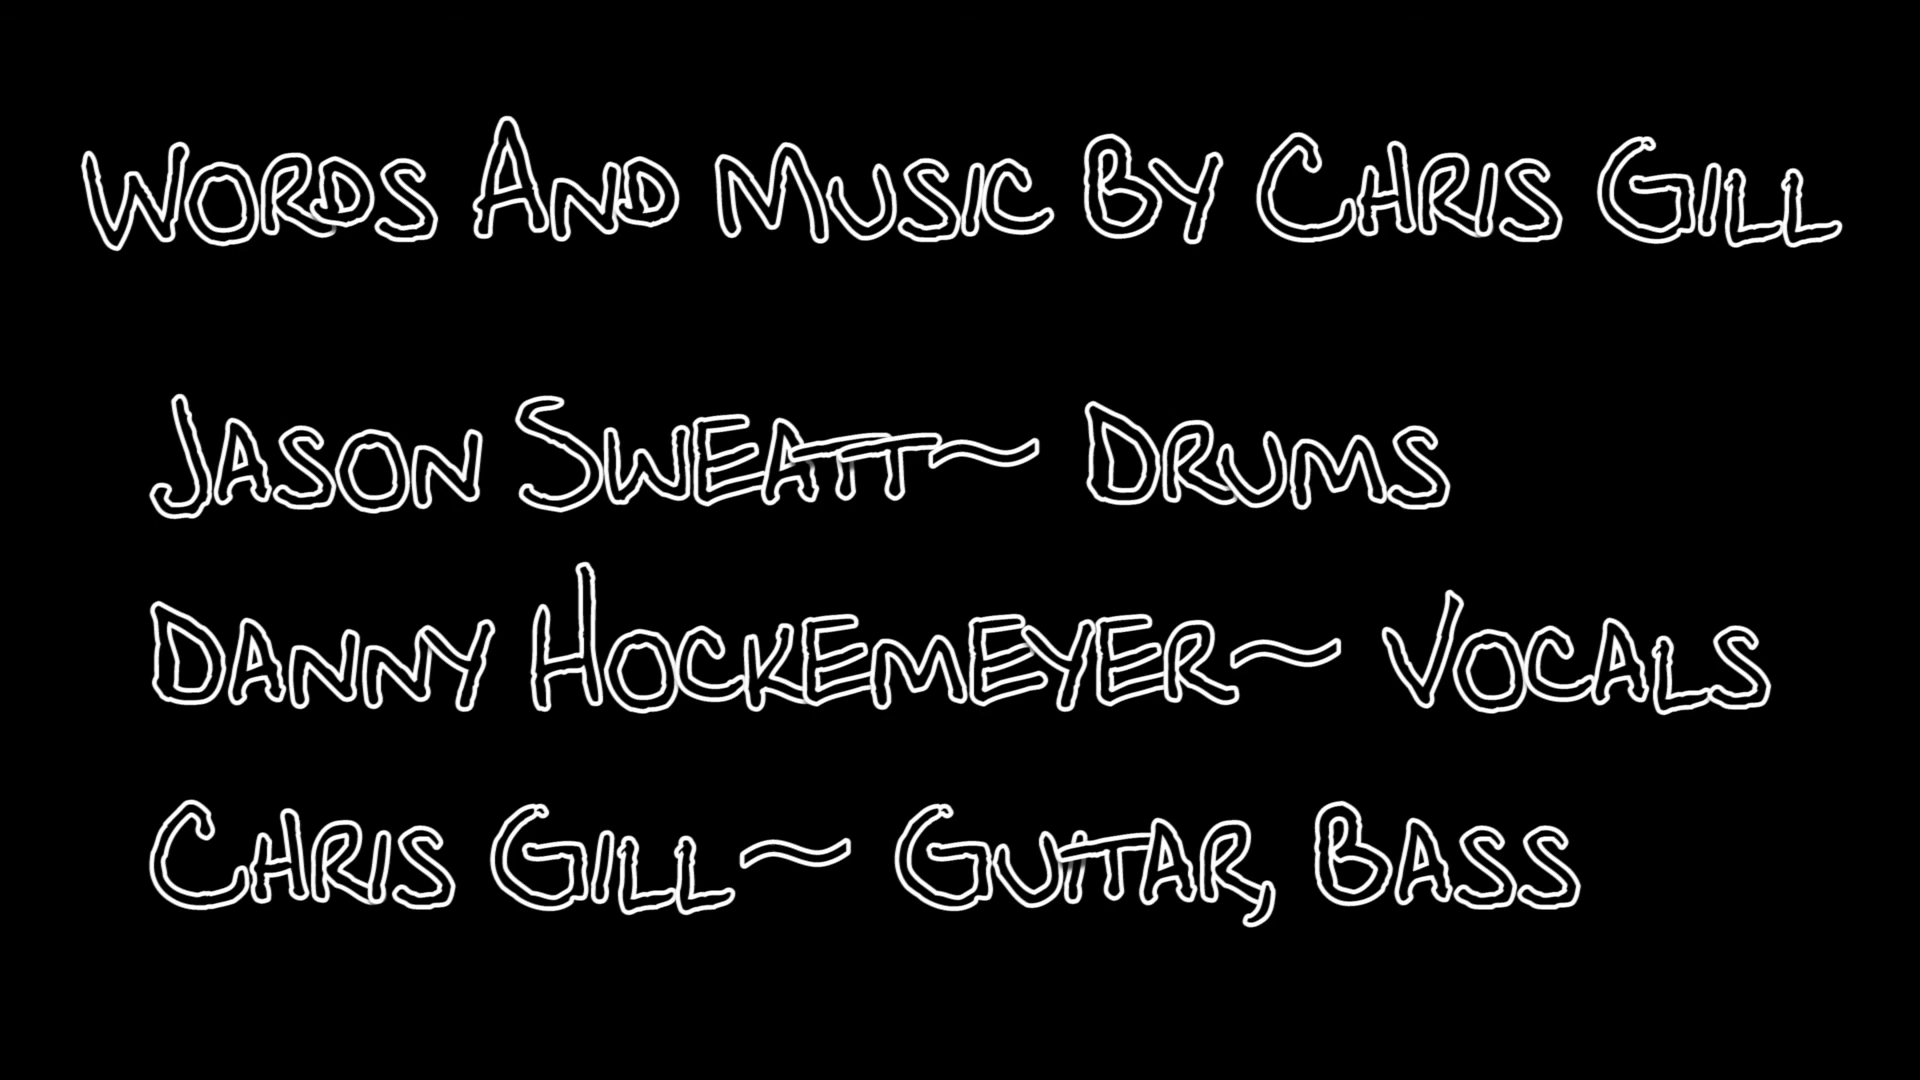 Words And Music By Chris Gill
Jason Sweatt~ Drums
Danny Hockemeyer~ Vocals
Chris Gill~ Guitar, Bass